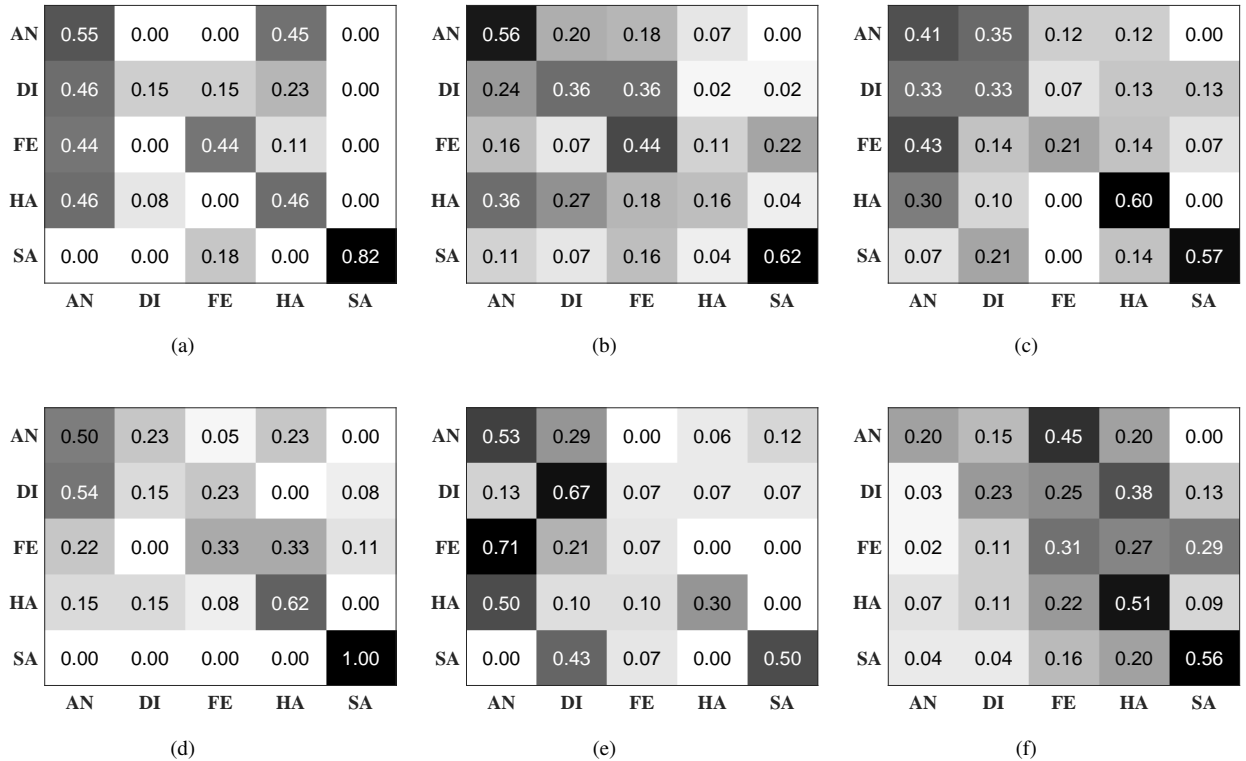 AN 0.55 0.00 0.00 0.45 0.00
DI 0.46 0.15 0.15 0.23 0.00
FE 0.44 0.00 0.44 0.11 0.00
HA 0.46 0.08 0.00 0.46 0.00
SA 0.00 0.00 0.18 0.00 0.82
AN DI FE HA SA
(a)
AN 0.56 0.20 0.18 0.07 0.00
DI 0.24 0.36 0.36 0.02 0.02
FE 0.16 0.07 0.44 0.11 0.22
HA 0.36 0.27 0.18 0.16 0.04
SA 0.11 0.07 0.16 0.04 0.62
AN DI FE HA SA
(b)
AN 0.41 0.35 0.12 0.12 0.00
DI 0.33 0.33 0.07 0.13 0.13
FE 0.43 0.14 0.21 0.14 0.07
HA 0.30 0.10 0.00 0.60 0.00
SA 0.07 0.21 0.00 0.14 0.57
AN DI FE HA SA
(c)
AN 0.50 0.23 0.05 0.23 0.00
DI 0.54 0.15 0.23 0.00 0.08
FE 0.22 0.00 0.33 0.33 0.11
HA 0.15 0.15 0.08 0.62 0.00
SA 0.00 0.00 0.00 0.00 1.00
AN DI FE HA SA
(d)
AN 0.53 0.29 0.00 0.06 0.12
DI 0.13 0.67 0.07 0.07 0.07
FE 0.71 0.21 0.07 0.00 0.00
HA 0.50 0.10 0.10 0.30 0.00
SA 0.00 0.43 0.07 0.00 0.50
AN DI FE HA SA
(e)
AN 0.20 0.15 0.45 0.20 0.00
DI 0.03 0.23 0.25 0.38 0.13
FE 0.02 0.11 0.31 0.27 0.29
HA 0.07 0.11 0.22 0.51 0.09
SA 0.04 0.04 0.16 0.20 0.56
AN DI FE HA SA
(f)